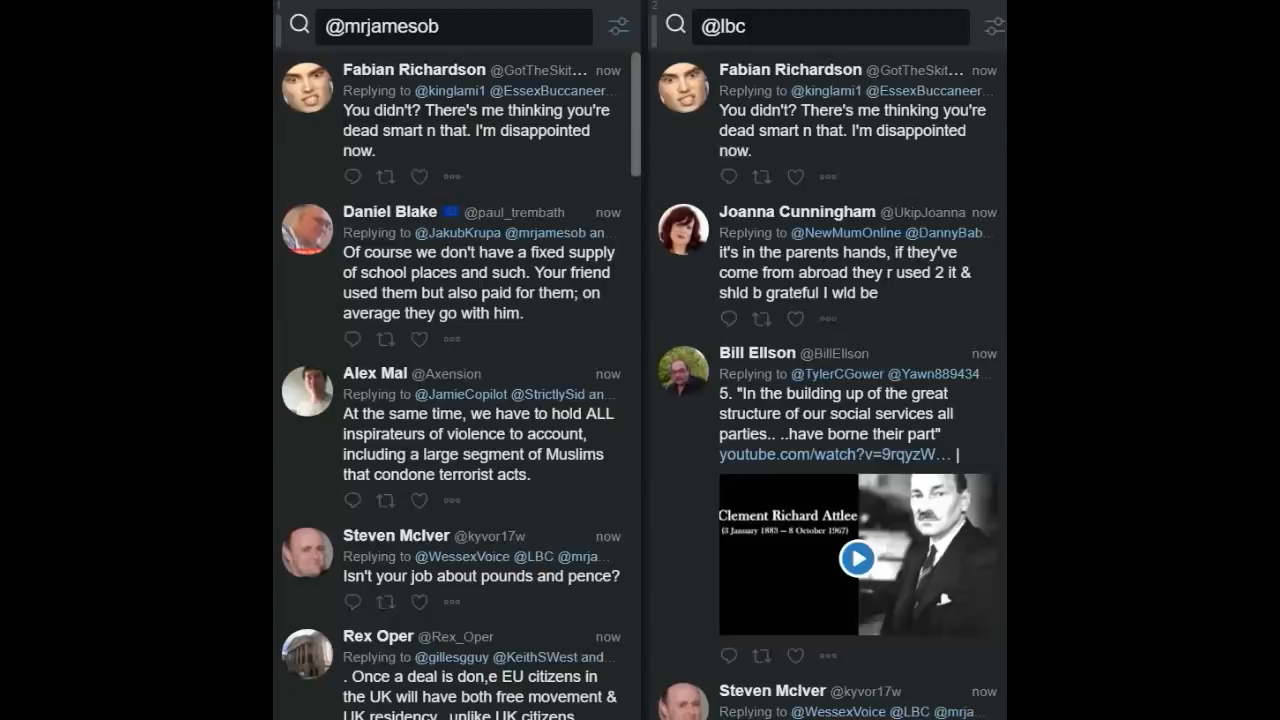 1
@mrjamesob
Fabian Richardson @GotTheSkit... now
Replying to @kinglami1 @EssexBuccaneer...
You didn't? There's me thinking you're
dead smart n that. I'm disappointed
now.
Daniel Blake @paul_trembath now
Replying to @JakubKrupa @mrjamesob an...
Of course we don't have a fixed supply
of school places and such. Your friend
used them but also paid for them; on
average they go with him.
Alex Mal @Axension now
Replying to @JamieCopilot @StrictlySid an...
At the same time, we have to hold ALL
inspirateurs of violence to account,
including a large segment of Muslims
that condone terrorist acts.
Steven McIver @kyvor17w now
Replying to @WessexVoice @LBC @mrja...
Isn't your job about pounds and pence?
Rex Oper @Rex_Oper now
Replying to @gillesgguy @KeithSWest and...
. Once a deal is don,e EU citizens in
the UK will have both free movement &
UK residency, unlike UK citizens
2
@lbc
Fabian Richardson @GotTheSkit... now
Replying to @kinglami1 @EssexBuccaneer...
You didn't? There's me thinking you're
dead smart n that. I'm disappointed
now.
Joanna Cunningham @UkipJoanna now
Replying to @NewMumOnline @DannyBab...
it's in the parents hands, if they've
come from abroad they r used 2 it &
shld b grateful I wld be
Bill Ellson @BillEllson now
Replying to @TylerCGower @Yawn889434...
5. "In the building up of the great
structure of our social services all
parties.. ..have borne their part"
youtube.com/watch?v=9rqyzW... |
Clement Richard Attlee
(3 January 1883 – 8 October 1967)
Steven McIver @kyvor17w now
Replying to @WessexVoice @LBC @mrja...